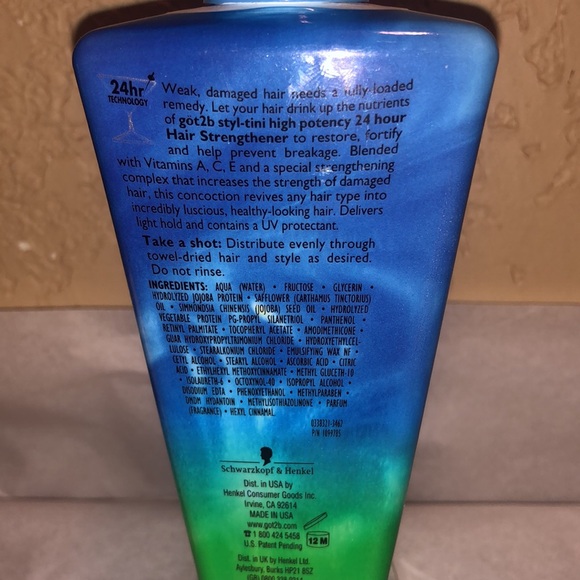 24hr
TECHNOLOGY
Weak, damaged hair needs a fully loaded
remedy. Let your hair drink up the nutrients
of göt2b styl-tini high potency 24 hour
Hair Strengthener to restore, fortify
and help prevent breakage. Blended
with Vitamins A, C, E and a special strengthening
complex that increases the strength of damaged
hair, this concoction revives any hair type into
incredibly luscious, healthy-looking hair. Delivers
light hold and contains a UV protectant.
Take a shot: Distribute evenly through
towel-dried hair and style as desired.
Do not rinse.
INGREDIENTS: AQUA (WATER) • FRUCTOSE • GLYCERIN •
HYDROLYZED JOJOBA PROTEIN • SAFFLOWER (CARTHAMUS TINCTORIUS)
OIL • SIMMONDSIA CHINENSIS (JOJOBA) SEED OIL • HYDROLYZED
VEGETABLE PROTEIN PG-PROPYL SILANETRIOL • PANTHENOL •
RETINYL PALMITATE • TOCOPHERYL ACETATE • AMODIMETHICONE •
GUAR HYDROXYPROPYLTRIMONIUM CHLORIDE • HYDROXYETHYLCEL-
LULOSE • STEARALKONIUM CHLORIDE • EMULSIFYING WAX NF •
CETYL ALCOHOL • STEARYL ALCOHOL • ASCORBIC ACID • CITRIC
ACID • ETHYLHEXYL METHOXYCINNAMATE • METHYL GLUCETH-10
• ISOLAURETH-6 • OCTOXYNOL-40 • ISOPROPYL ALCOHOL •
DISODIUM EDTA • PHENOXYETHANOL • METHYLPARABEN •
DMDM HYDANTOIN • METHYLISOTHIAZOLINONE • PARFUM
(FRAGRANCE) • HEXYL CINNAMAL.
P/N 1094785
Schwarzkopf & Henkel
Dist. in USA by
Henkel Consumer Goods Inc.
Irvine, CA 92614
MADE IN USA
www.got2b.com
☎ 1 800 424 5458
U.S. Patent Pending
12 M
Dist. in UK by Henkel Ltd.
Aylesbury, Bucks HP21 8SZ